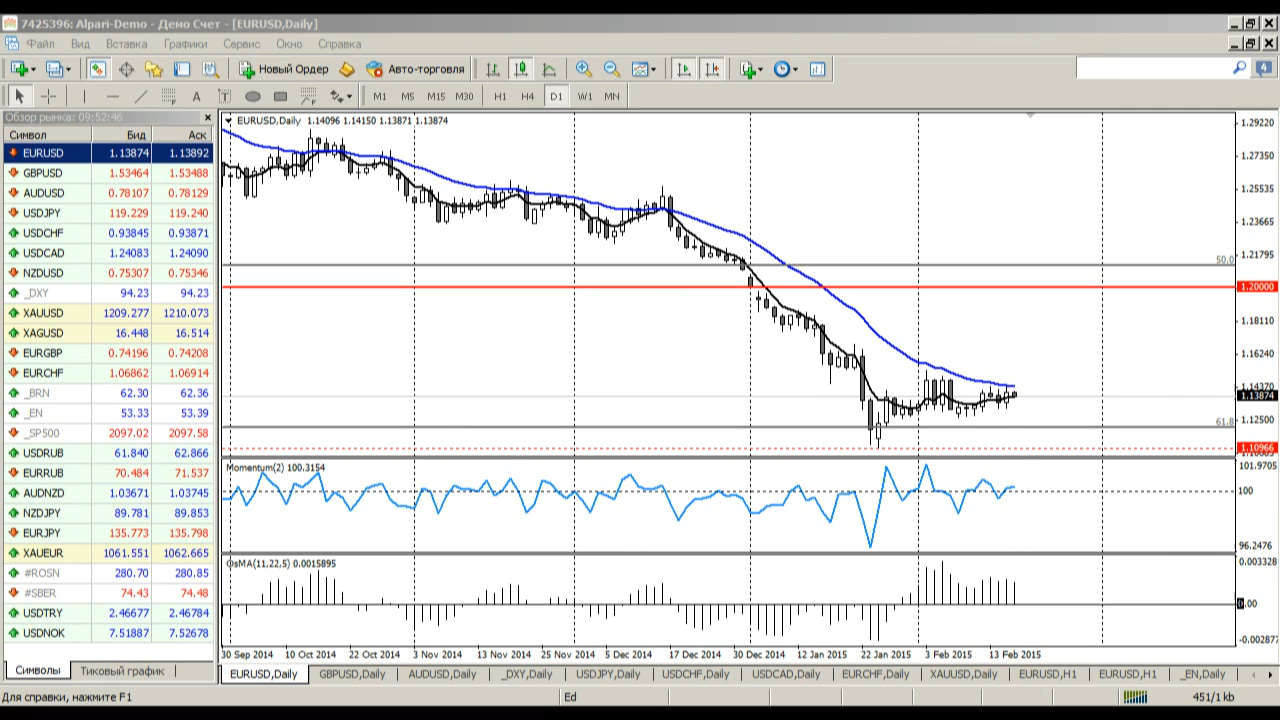 7425396: Alpari-Demo - Демо Счет - [EURUSD,Daily]
Файл Вид Вставка Графики Сервис Окно Справка
Новый Ордер Авто-торговля 4
A T M1 M5 M15 M30 H1 H4 D1 W1 MN
Обзор рынка: 09:52:46
Символ Бид Аск
EURUSD 1.13874 1.13892
GBPUSD 1.53464 1.53488
AUDUSD 0.78107 0.78129
USDJPY 119.229 119.240
USDCHF 0.93845 0.93871
USDCAD 1.24083 1.24090
NZDUSD 0.75307 0.75346
_DXY 94.23 94.23
XAUUSD 1209.277 1210.073
XAGUSD 16.448 16.514
EURGBP 0.74196 0.74208
EURCHF 1.06862 1.06914
_BRN 62.30 62.36
_EN 53.33 53.39
_SP500 2097.02 2097.58
USDRUB 61.840 62.866
EURRUB 70.484 71.537
AUDNZD 1.03671 1.03745
NZDJPY 89.781 89.853
EURJPY 135.773 135.798
XAUEUR 1061.551 1062.665
#ROSN 280.70 280.85
#SBER 74.43 74.48
USDTRY 2.46677 2.46784
USDNOK 7.51887 7.52678
Символы Тиковый график
EURUSD,Daily 1.14096 1.14150 1.13871 1.13874
1.29220
1.27350
1.25535
1.23665
1.21795
50.0
1.20000
1.18110
1.16240
1.14370
1.13874
1.12500
61.8
1.10966
Momentum(2) 100.3154
101.9705
100
96.2476
OsMA(11,22,5) 0.0015895
0.003328
0.00
-0.002877
30 Sep 2014 10 Oct 2014 22 Oct 2014 3 Nov 2014 13 Nov 2014 25 Nov 2014 5 Dec 2014 17 Dec 2014 30 Dec 2014 12 Jan 2015 22 Jan 2015 3 Feb 2015 13 Feb 2015
EURUSD,Daily GBPUSD,Daily AUDUSD,Daily _DXY,Daily USDJPY,Daily USDCHF,Daily USDCAD,Daily EURCHF,Daily XAUUSD,Daily EURUSD,H1 EURUSD,H1 _EN,Daily
Для справки, нажмите F1 Ed 451/1 kb